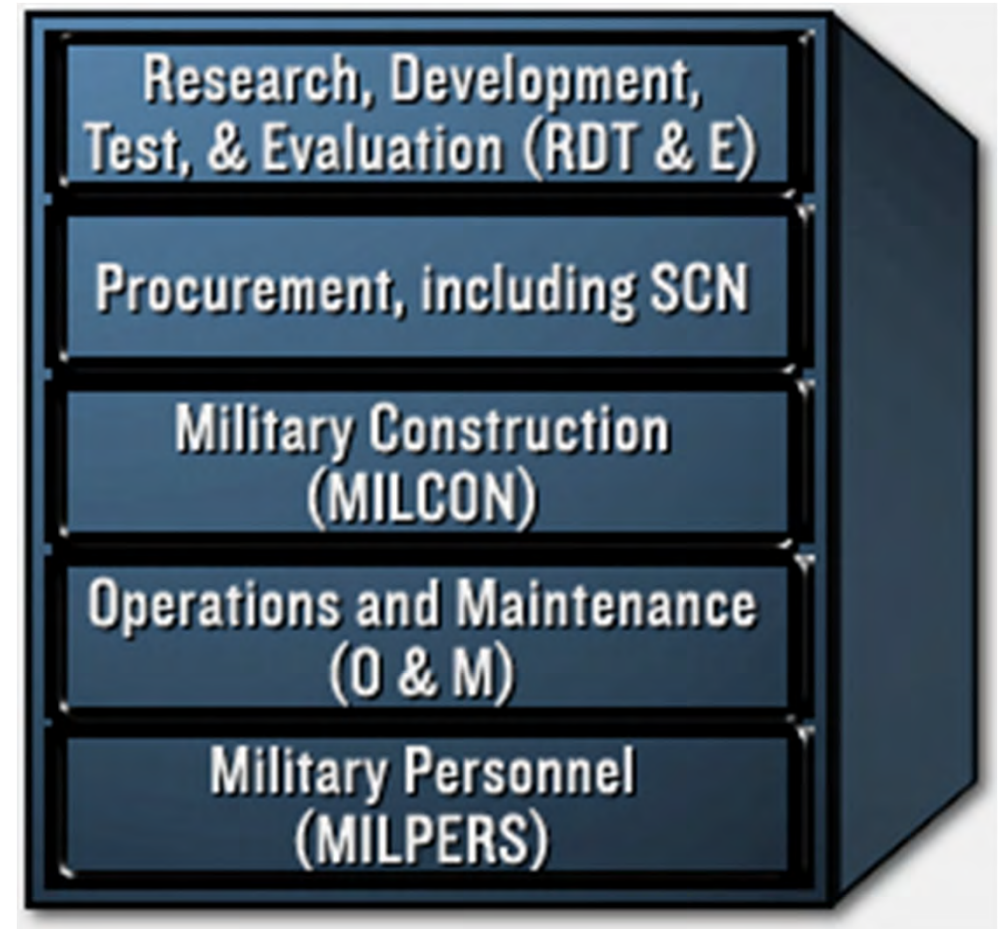 Research, Development,
Test, & Evaluation (RDT & E)
Procurement, including SCN
Military Construction
(MILCON)
Operations and Maintenance
(O & M)
Military Personnel
(MILPERS)